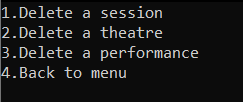 1.Delete a session
2.Delete a theatre
3.Delete a performance
4.Back to menu